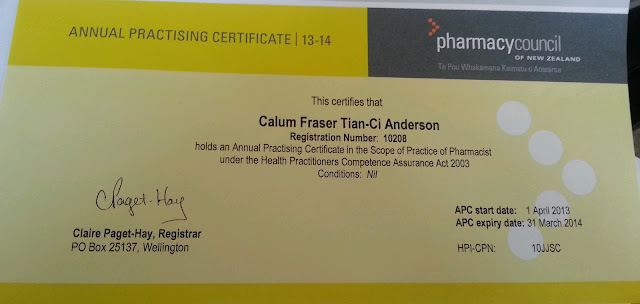 ANNUAL PRACTISING CERTIFICATE | 13-14
pharmacycouncil
OF NEW ZEALAND
Te Pou Whakamana Kaimatu o Aotearoa
This certifies that
Calum Fraser Tian-Ci Anderson
Registration Number: 10208
holds an Annual Practising Certificate in the Scope of Practice of Pharmacist
under the Health Practitioners Competence Assurance Act 2003
Conditions: Nil
CPaget-Hay
Claire Paget-Hay, Registrar
PO Box 25137, Wellington
APC start date: 1 April 2013
APC expiry date: 31 March 2014
HPI-CPN: 10JJSC